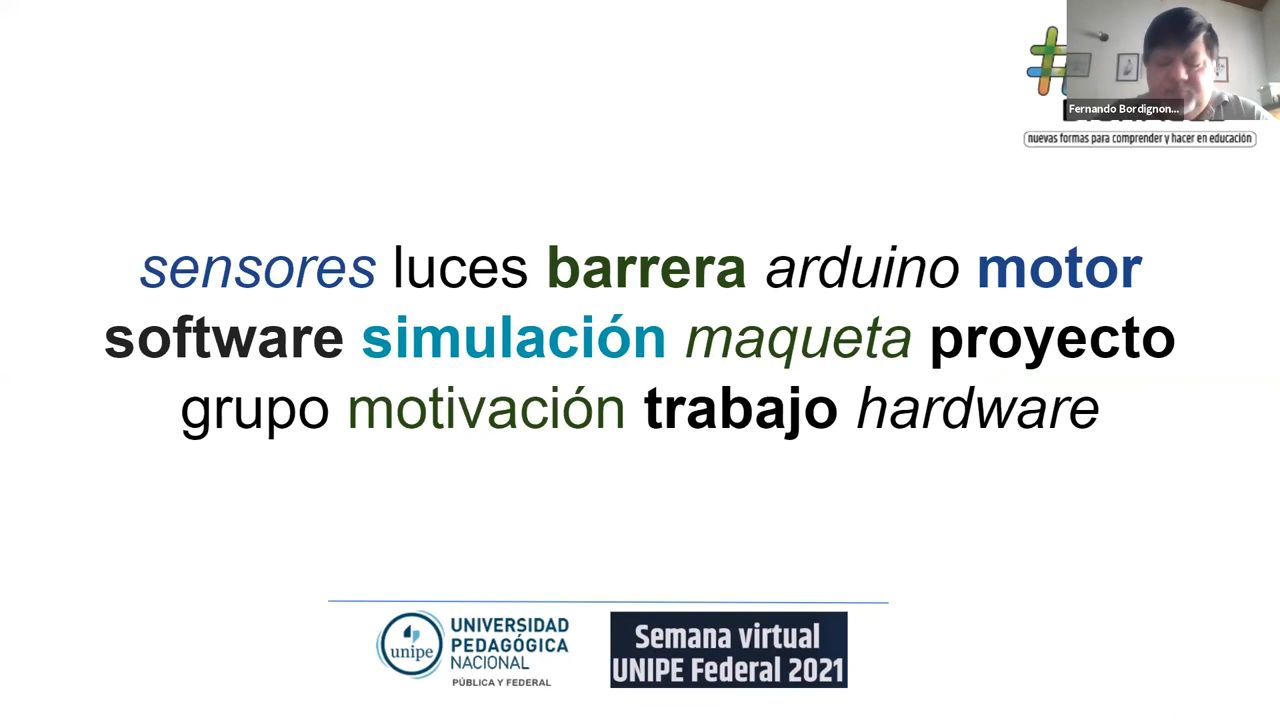 Fernando Bordignon...
nuevas formas para comprender y hacer en educación
sensores luces barrera arduino motor
software simulación maqueta proyecto
grupo motivación trabajo hardware
unipe
UNIVERSIDAD
PEDAGÓGICA
NACIONAL
PÚBLICA Y FEDERAL
Semana virtual
UNIPE Federal 2021